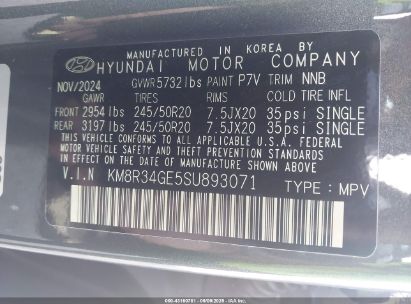 MANUFACTURED IN KOREA BY
HYUNDAI MOTOR COMPANY
NOV/2024 GVWR 5732 lbs PAINT P7V TRIM NNB
GAWR TIRES RIMS COLD TIRE INFL
FRONT 2954 lbs 245/50R20 7.5JX20 35psi SINGLE
REAR 3197 lbs 245/50R20 7.5JX20 35psi SINGLE
THIS VEHICLE CONFORMS TO ALL APPLICABLE U.S. FEDERAL
MOTOR VEHICLE SAFETY AND THEFT PREVENTION STANDARDS
IN EFFECT ON THE DATE OF MANUFACTURE SHOWN ABOVE.
V.I.N KM8R34GE5SU893071 TYPE : MPV